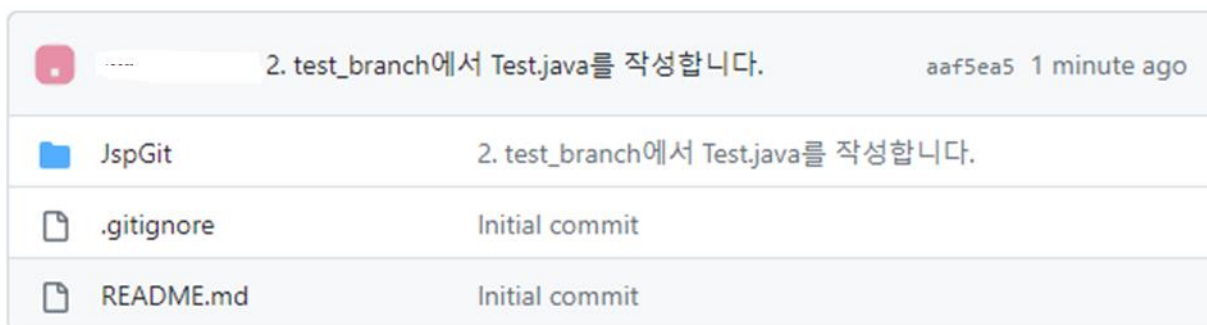 2. test_branch에서 Test.java를 작성합니다. aaf5ea5 1 minute ago
JspGit 2. test_branch에서 Test.java를 작성합니다.
.gitignore Initial commit
README.md Initial commit